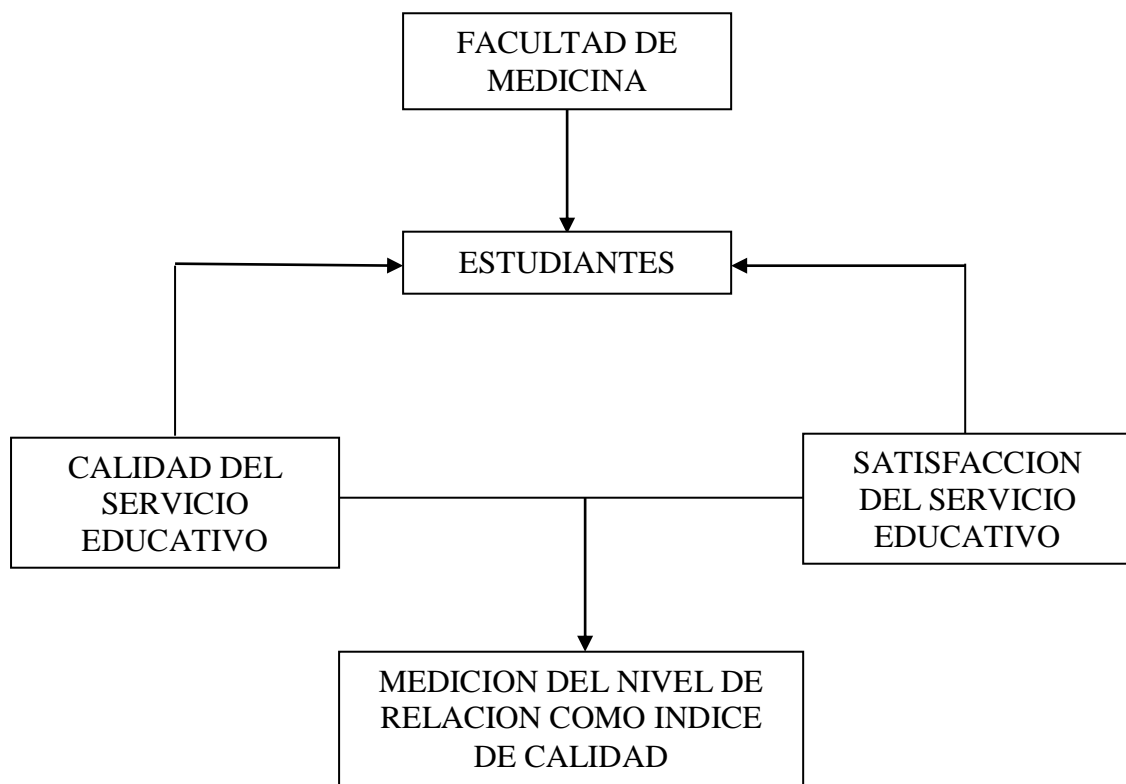 FACULTAD DE
MEDICINA
ESTUDIANTES
CALIDAD DEL
SERVICIO
EDUCATIVO
SATISFACCION
DEL SERVICIO
EDUCATIVO
MEDICION DEL NIVEL DE
RELACION COMO INDICE
DE CALIDAD